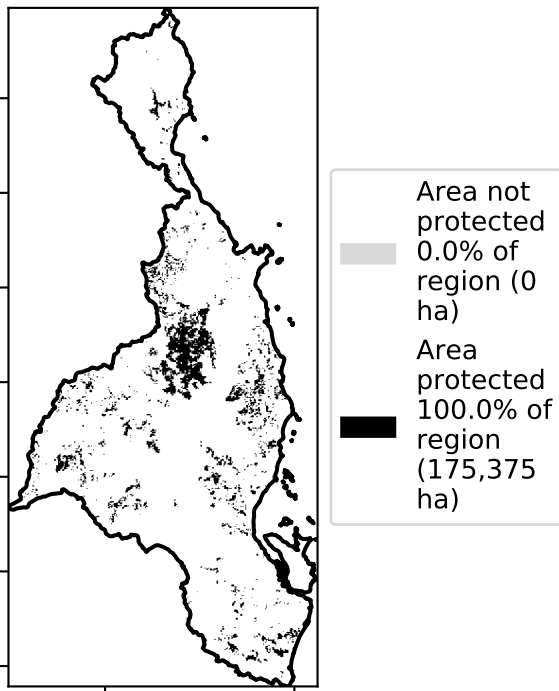 Area not
protected
0.0% of
region (0
ha)
Area
protected
100.0% of
region
(175,375
ha)